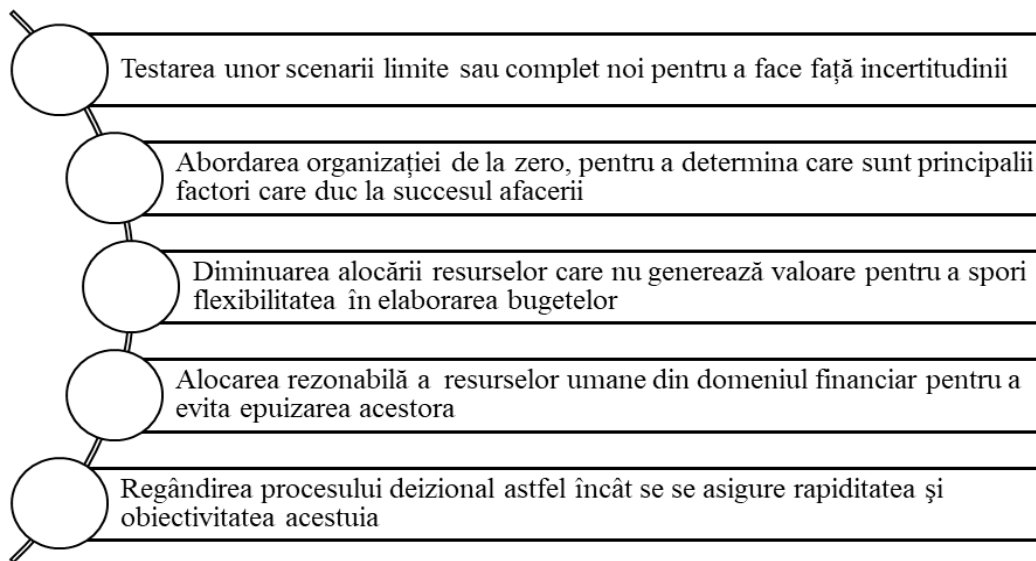 Testarea unor scenarii limite sau complet noi pentru a face față incertitudinii
Abordarea organizației de la zero, pentru a determina care sunt principalii
factori care duc la succesul afacerii
Diminuarea alocării resurselor care nu generează valoare pentru a spori
flexibilitatea în elaborarea bugetelor
Alocarea rezonabilă a resurselor umane din domeniul financiar pentru a
evita epuizarea acestora
Regândirea procesului deizional astfel încât se se asigure rapiditatea şi
obiectivitatea acestuia